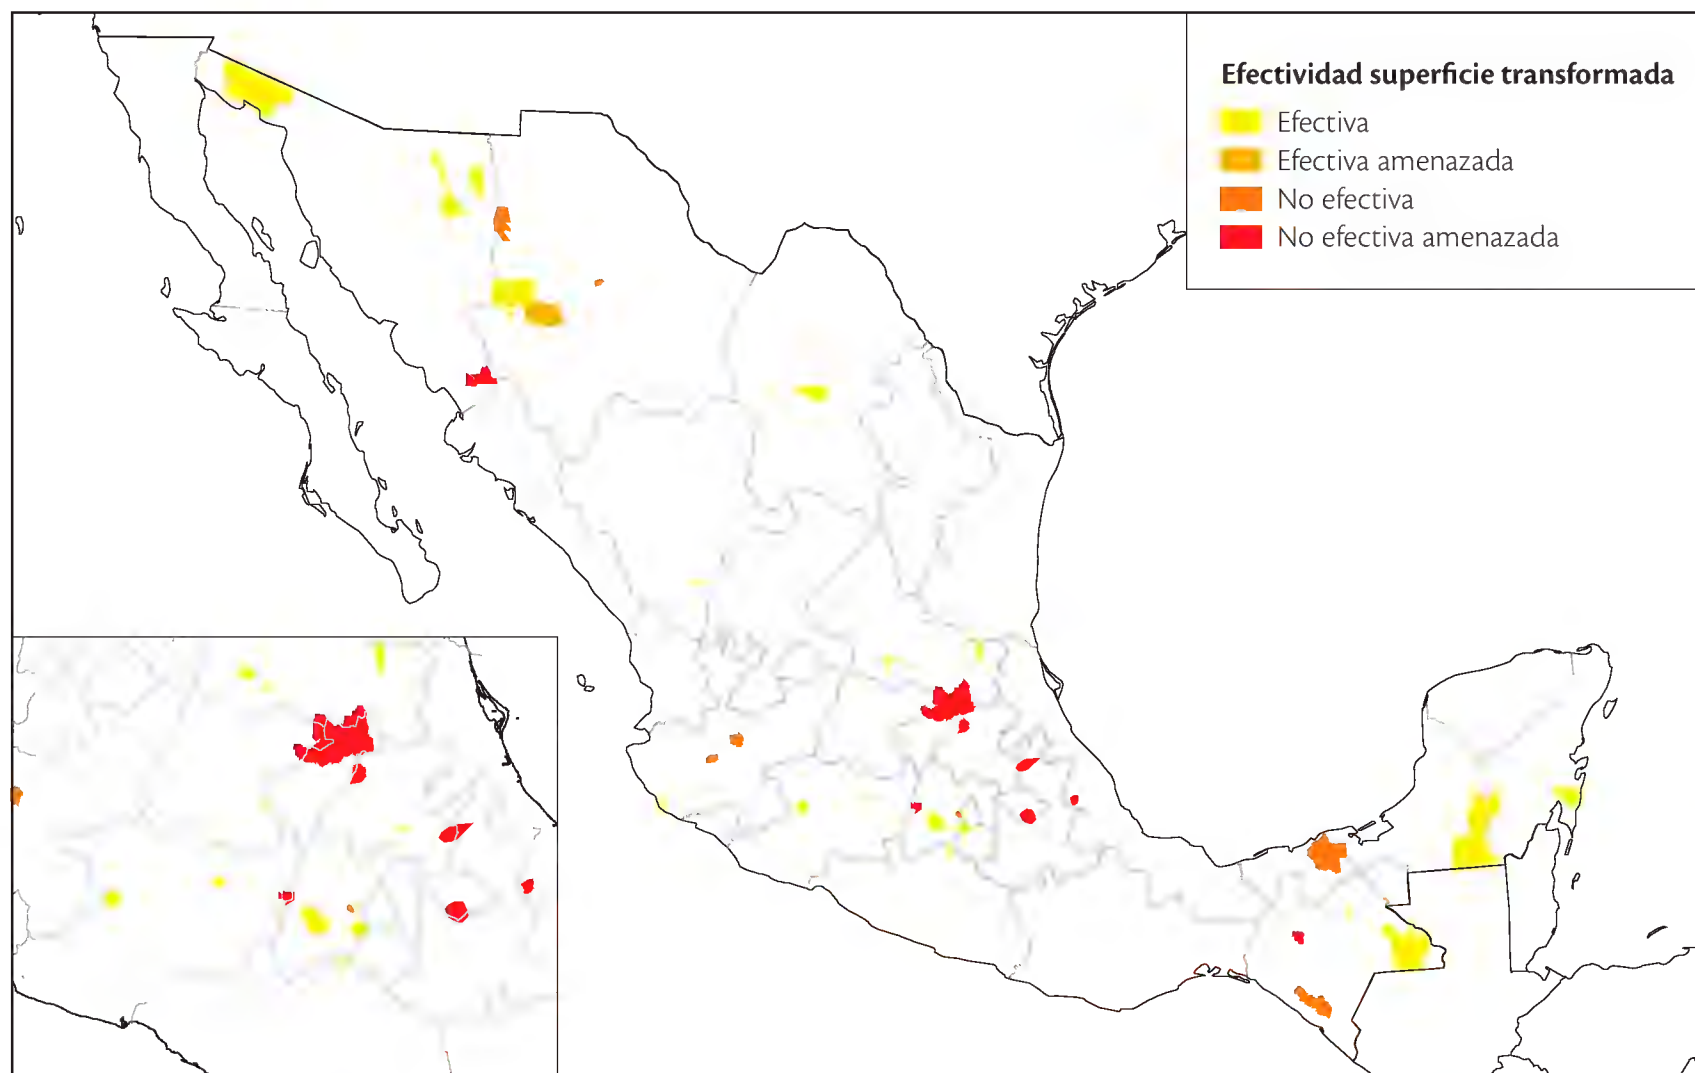 Efectividad superficie transformada
Efectiva
Efectiva amenazada
No efectiva
No efectiva amenazada